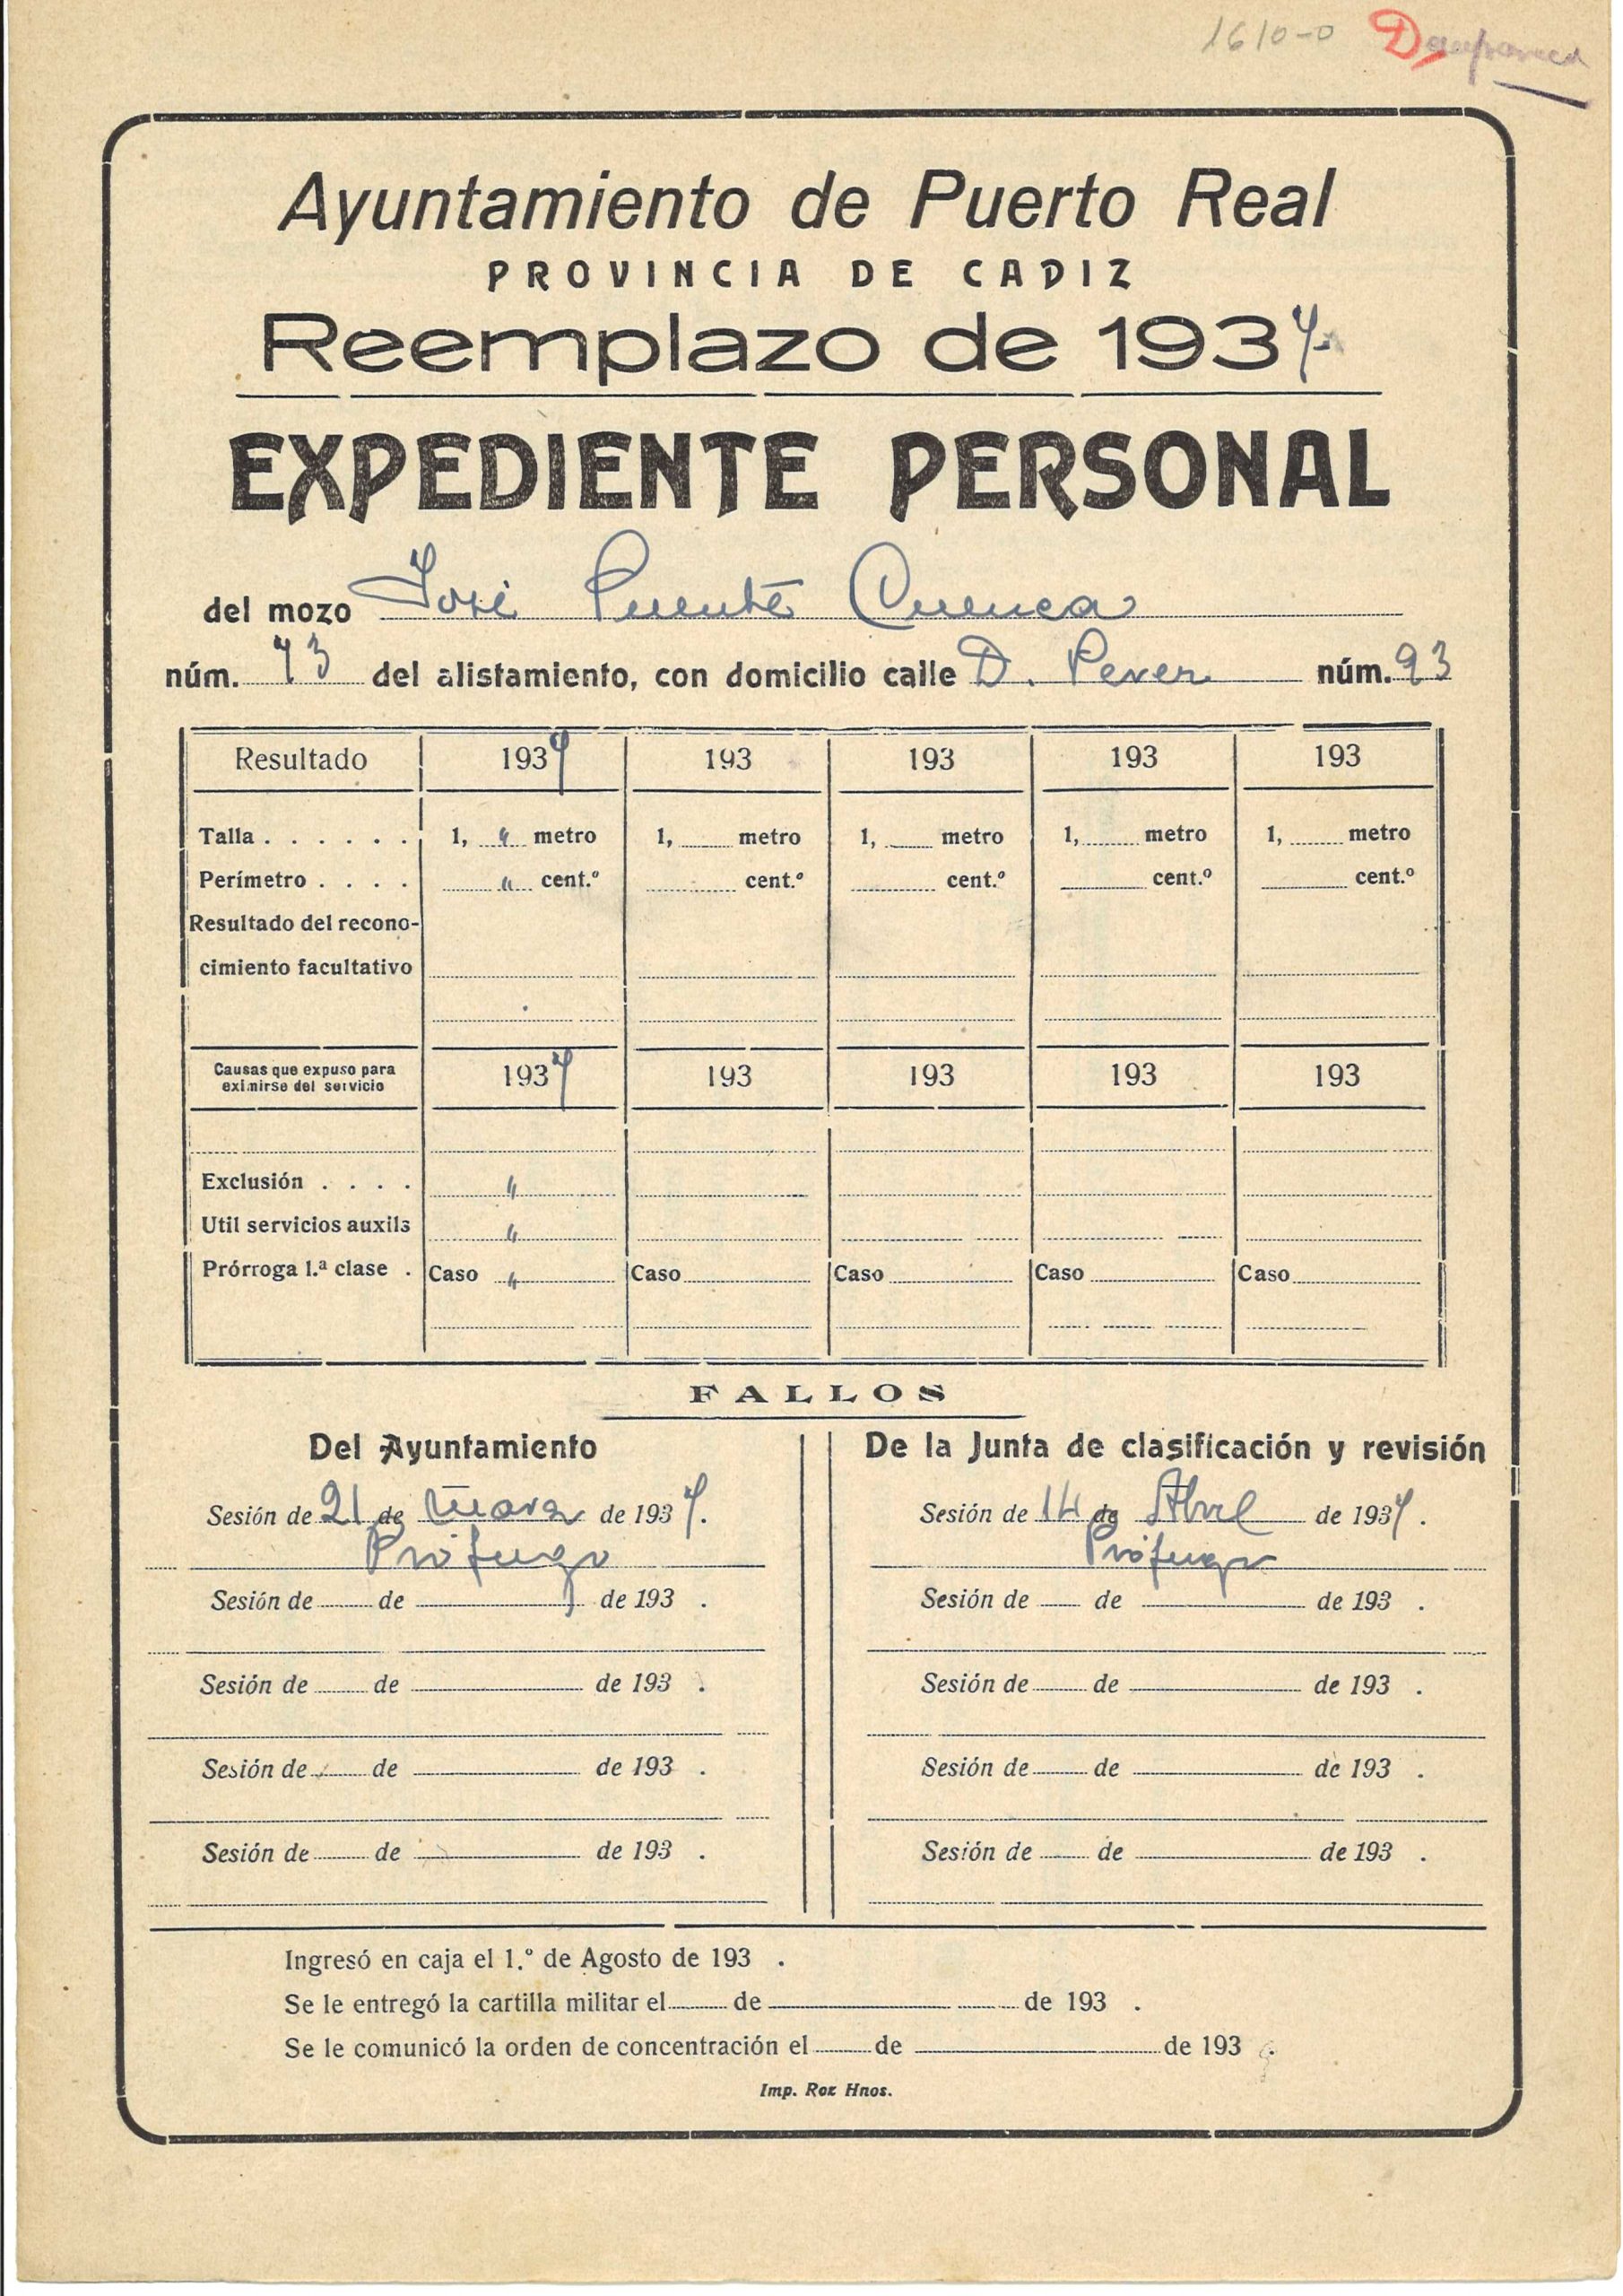 1610-0
Ayuntamiento de Puerto Real
PROVINCIA DE CADIZ
Reemplazo de 1937
EXPEDIENTE PERSONAL
del mozo José Puente Cuenca
núm. 73 del alistamiento, con domicilio calle D. núm. 93
Resultado 1937 193 193 193 193
Talla . . . . . . 1, " metro 1, metro 1, metro 1, metro 1, metro
Perímetro . . . . " cent.º cent.º cent.º cent.º cent.º
Resultado del recono-
cimiento facultativo
Causas que expuso para
eximirse del servicio 1937 193 193 193 193
Exclusión . . . . "
Util servicios auxils "
Prórroga 1.ª clase . Caso " Caso Caso Caso Caso
FALLOS
Del Ayuntamiento
Sesión de 21 de Marzo de 1937.
Prófugo
Sesión de de de 193 .
Sesión de de de 193 .
Sesión de de de 193 .
Sesión de de de 193 .
De la Junta de clasificación y revisión
Sesión de 14 de Abril de 1937.
Prófugo
Sesión de de de 193 .
Sesión de de de 193 .
Sesión de de de 193 .
Sesión de de de 193 .
Ingresó en caja el 1.º de Agosto de 193 .
Se le entregó la cartilla militar el de de 193 .
Se le comunicó la orden de concentración el de de 193 .
Imp. Roz Hnos.